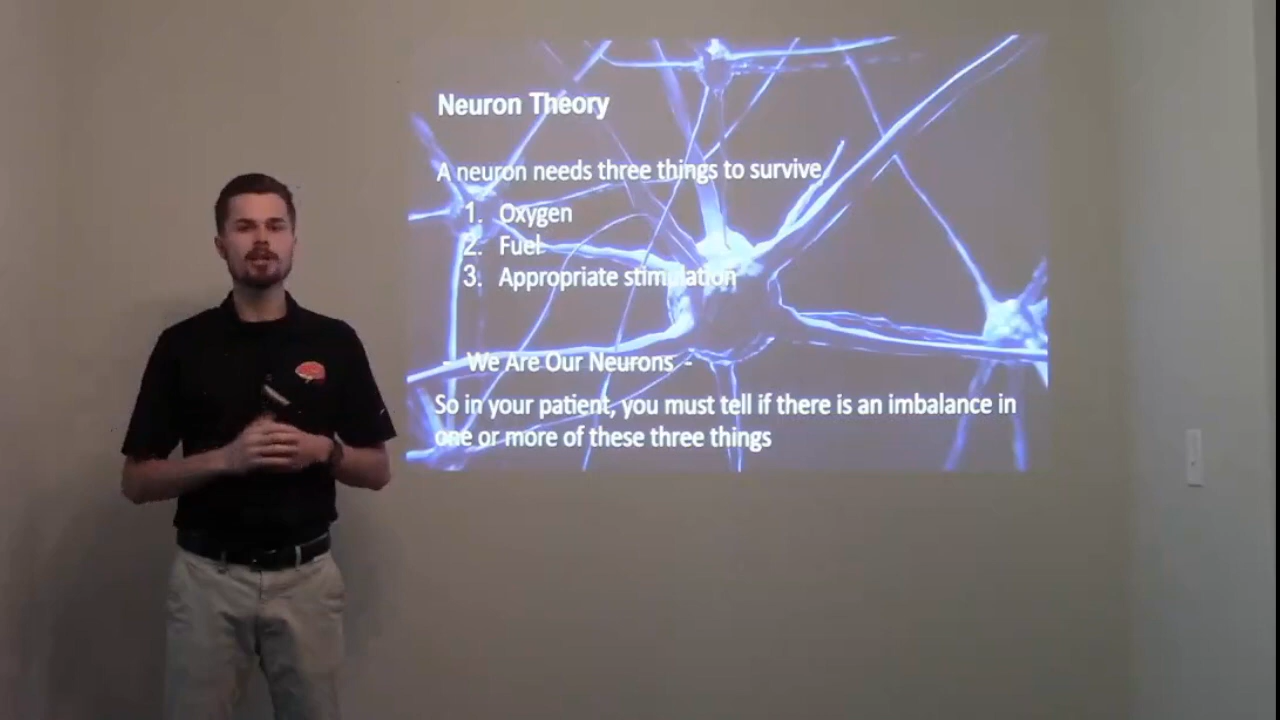 Neuron Theory
A neuron needs three things to survive
1. Oxygen
2. Fuel
3. Appropriate stimulation
- We Are Our Neurons -
So in your patient, you must tell if there is an imbalance in
one or more of these three things